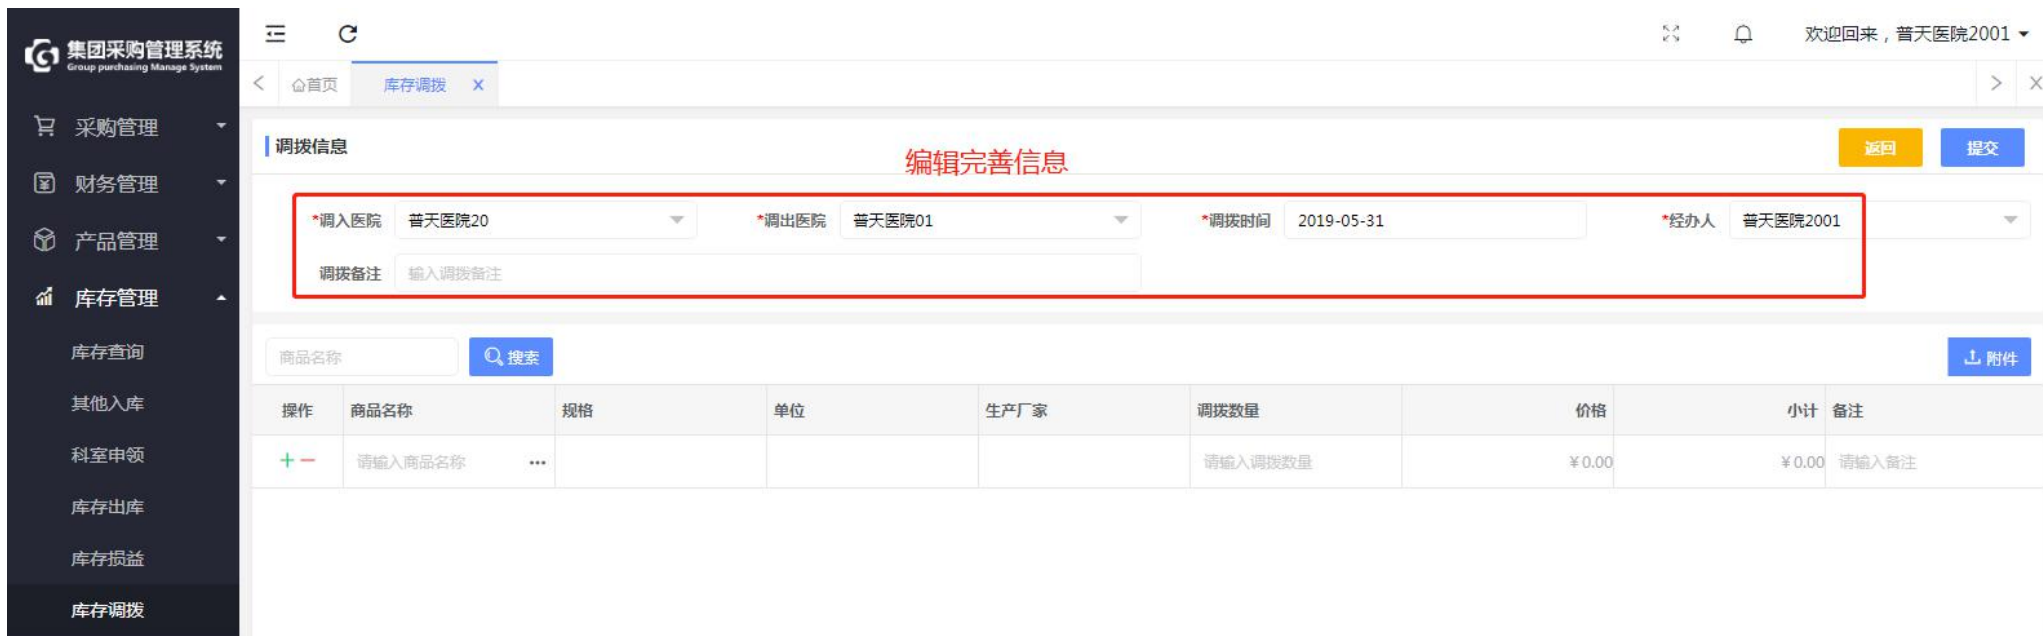 集团采购管理系统
Group purchasing Manage System
采购管理
财务管理
产品管理
库存管理
库存查询
其他入库
科室申领
库存出库
库存损益
库存调拨
欢迎回来，普天医院2001
首页 库存调拨 X
调拨信息
编辑完善信息
返回 提交
*调入医院 普天医院20 *调出医院 普天医院01 *调拨时间 2019-05-31 *经办人 普天医院2001
调拨备注 输入调拨备注
商品名称 搜索 附件
操作 商品名称 规格 单位 生产厂家 调拨数量 价格 小计 备注
+ − 请输入商品名称 ••• 请输入调拨数量 ¥0.00 ¥0.00 请输入备注